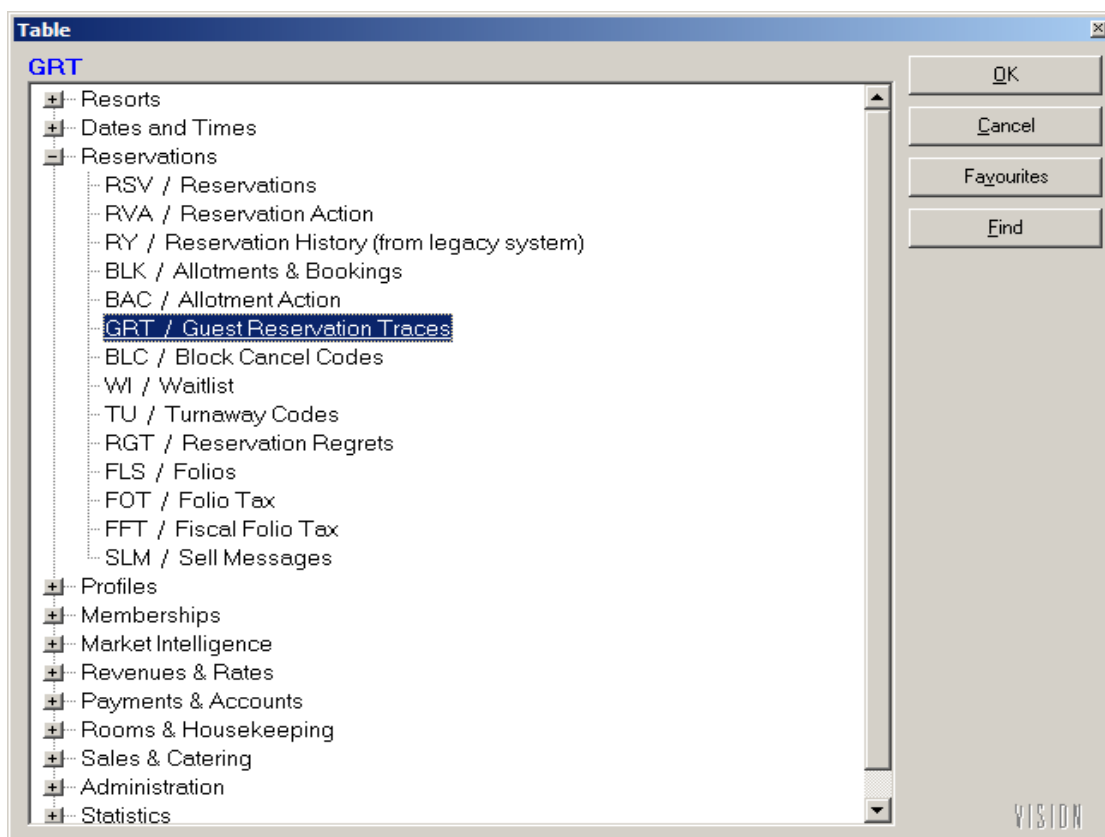 Table
GRT
Resorts
Dates and Times
Reservations
RSV / Reservations
RVA / Reservation Action
RY / Reservation History (from legacy system)
BLK / Allotments & Bookings
BAC / Allotment Action
GRT / Guest Reservation Traces
BLC / Block Cancel Codes
WI / Waitlist
TU / Turnaway Codes
RGT / Reservation Regrets
FLS / Folios
FOT / Folio Tax
FFT / Fiscal Folio Tax
SLM / Sell Messages
Profiles
Memberships
Market Intelligence
Revenues & Rates
Payments & Accounts
Rooms & Housekeeping
Sales & Catering
Administration
Statistics
OK
Cancel
Favourites
Find
VISION